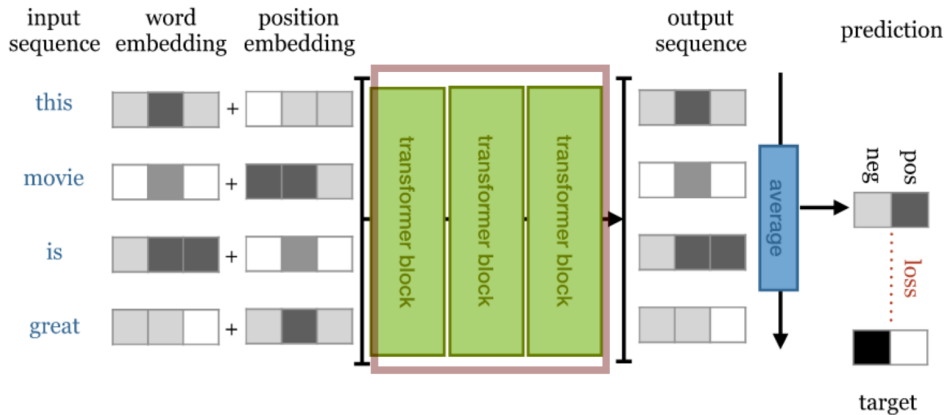 input
sequence
word
embedding
position
embedding
output
sequence
prediction
this
+
movie
+
is
+
great
+
transformer block
transformer block
transformer block
average
neg
pos
loss
target